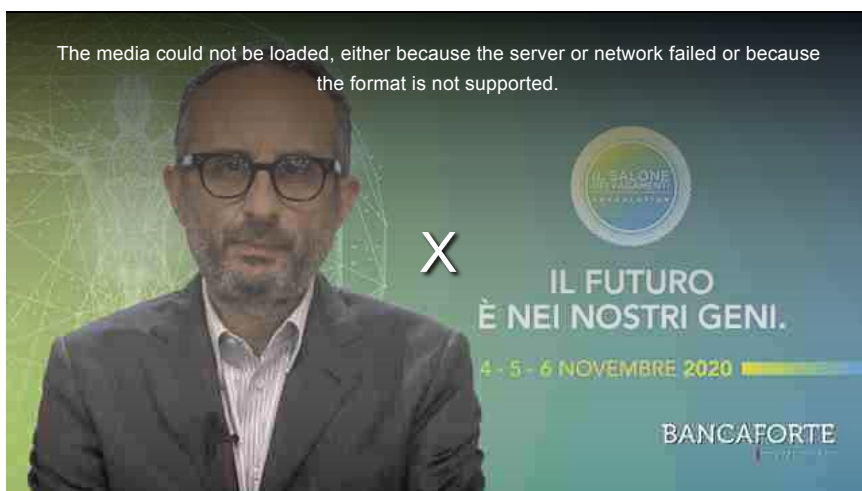 The media could not be loaded, either because the server or network failed or because
the format is not supported.
IL SALONE
DEI PAGAMENTI
X
IL FUTURO
È NEI NOSTRI GENI.
4 - 5 - 6 NOVEMBRE 2020
BANCAFORTE